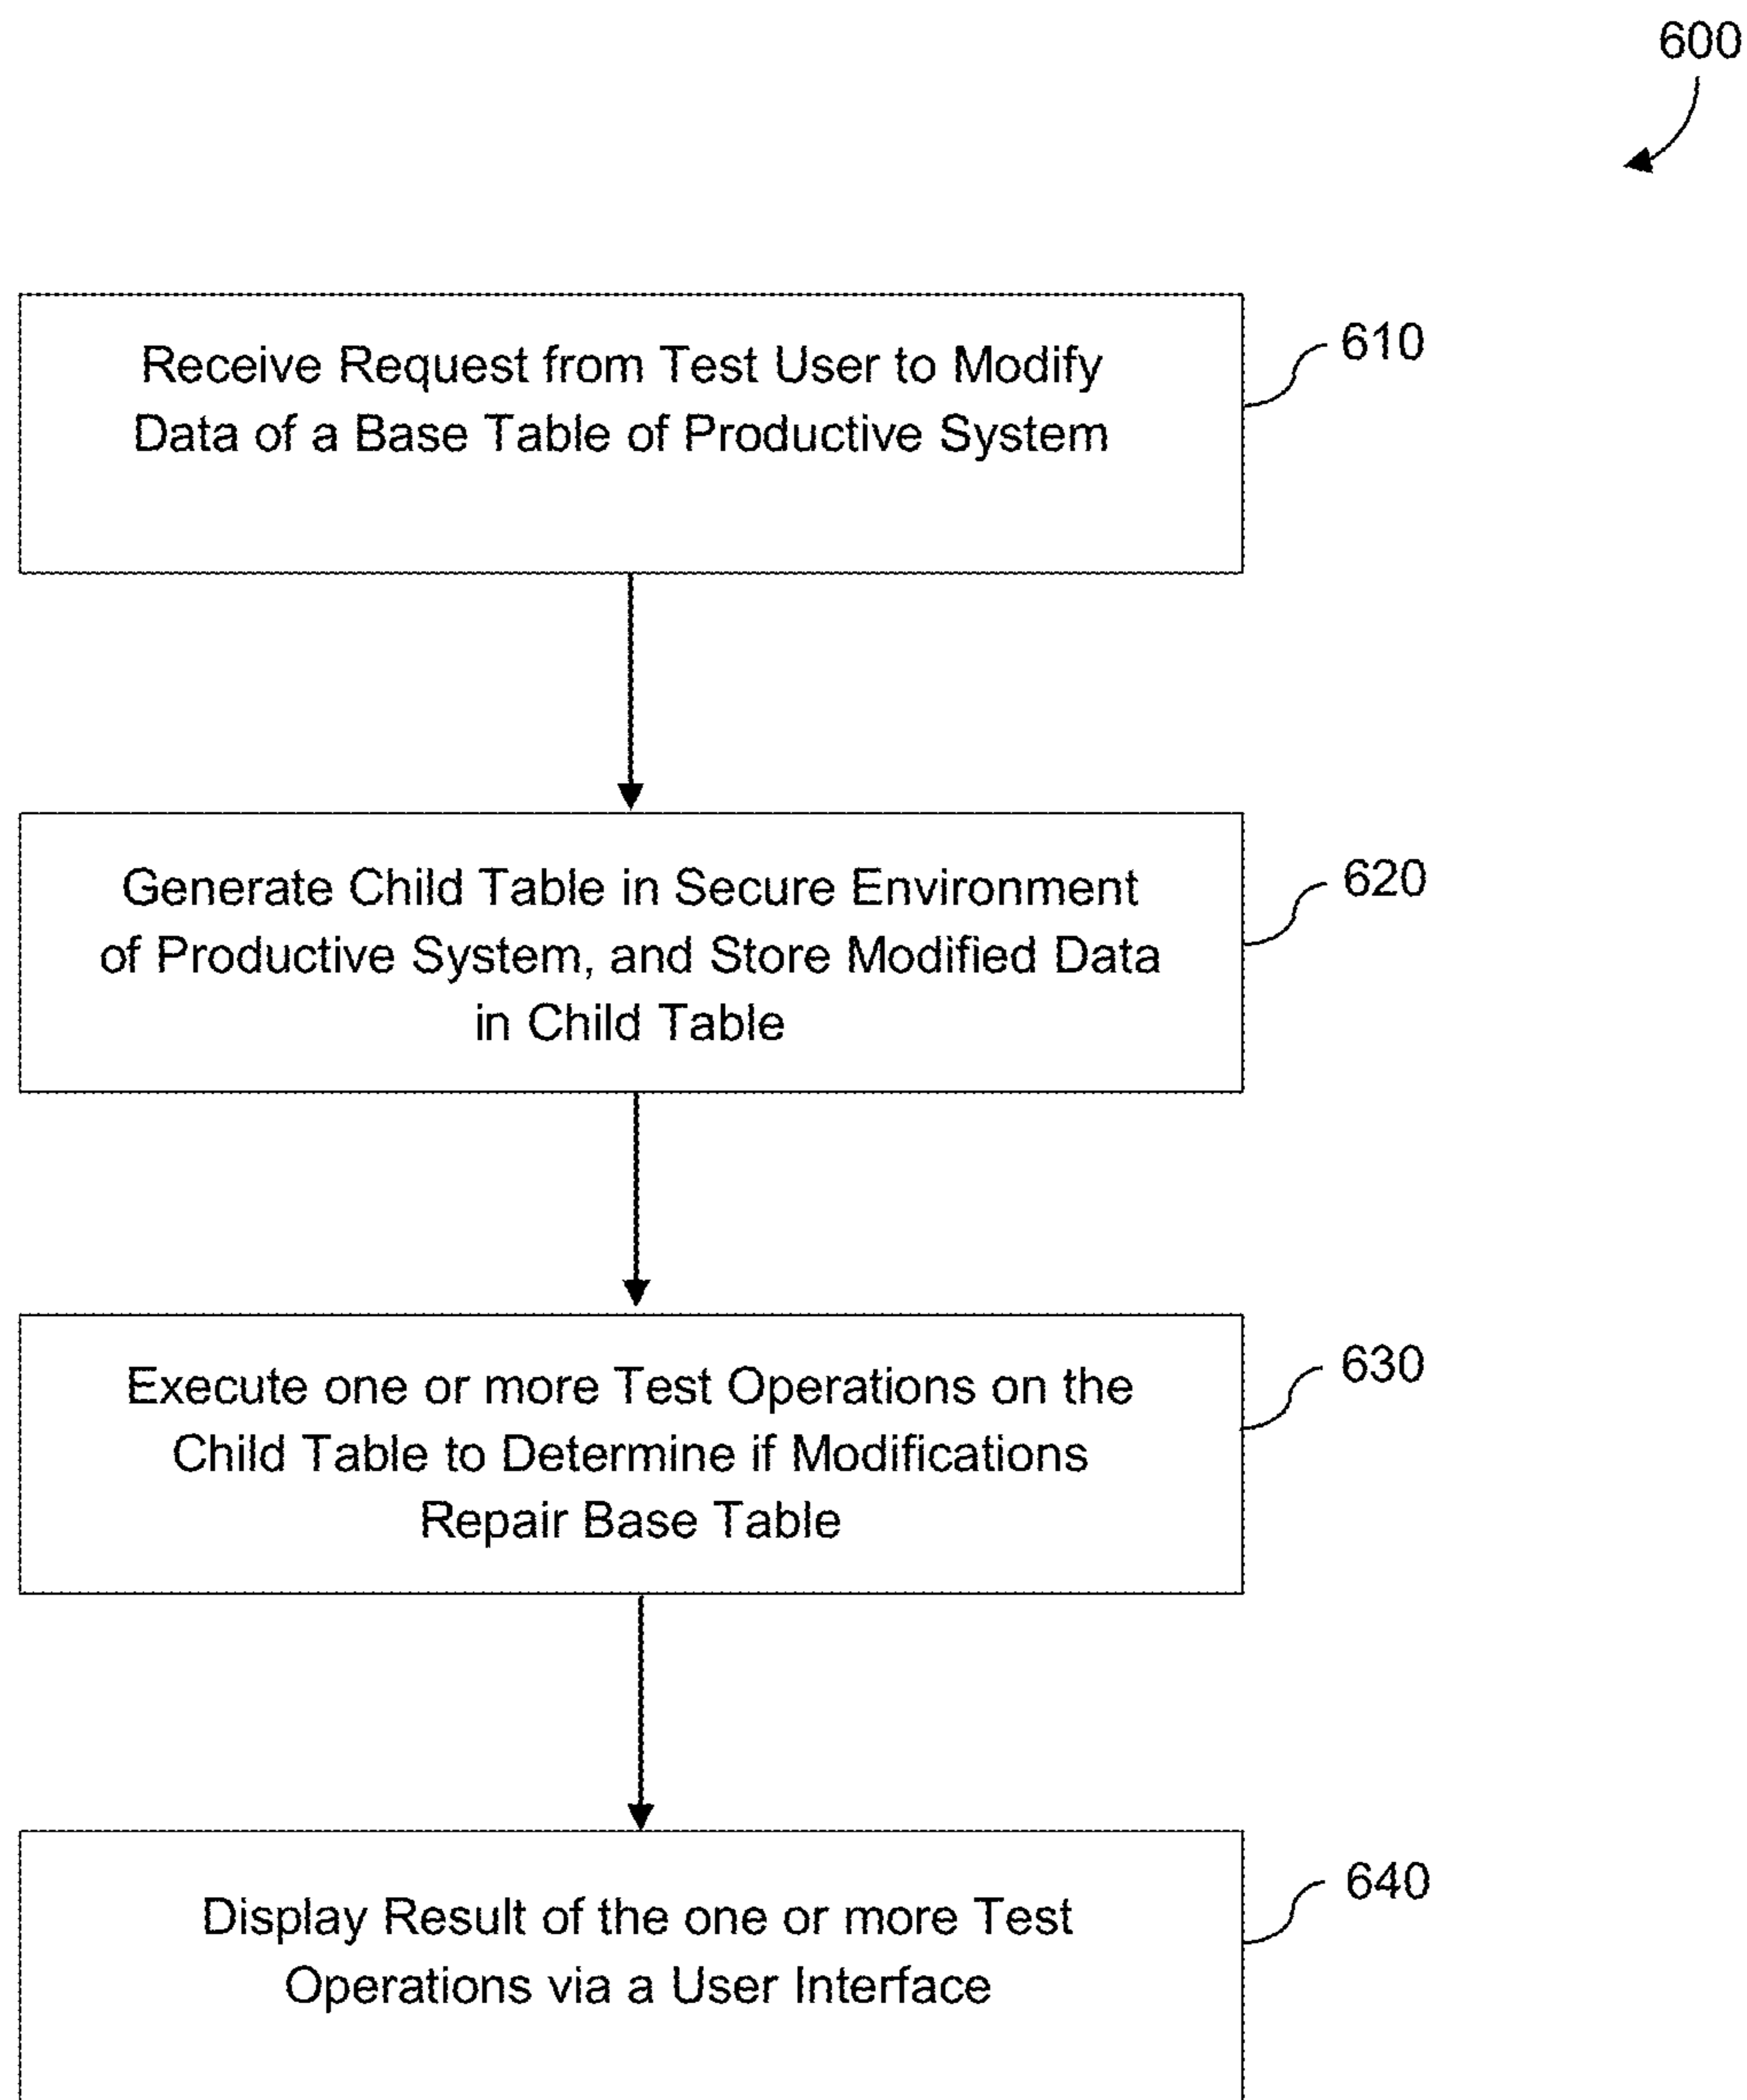 600
Receive Request from Test User to Modify
Data of a Base Table of Productive System
610
Generate Child Table in Secure Environment
of Productive System, and Store Modified Data
in Child Table
620
Execute one or more Test Operations on the
Child Table to Determine if Modifications
Repair Base Table
630
Display Result of the one or more Test
Operations via a User Interface
640